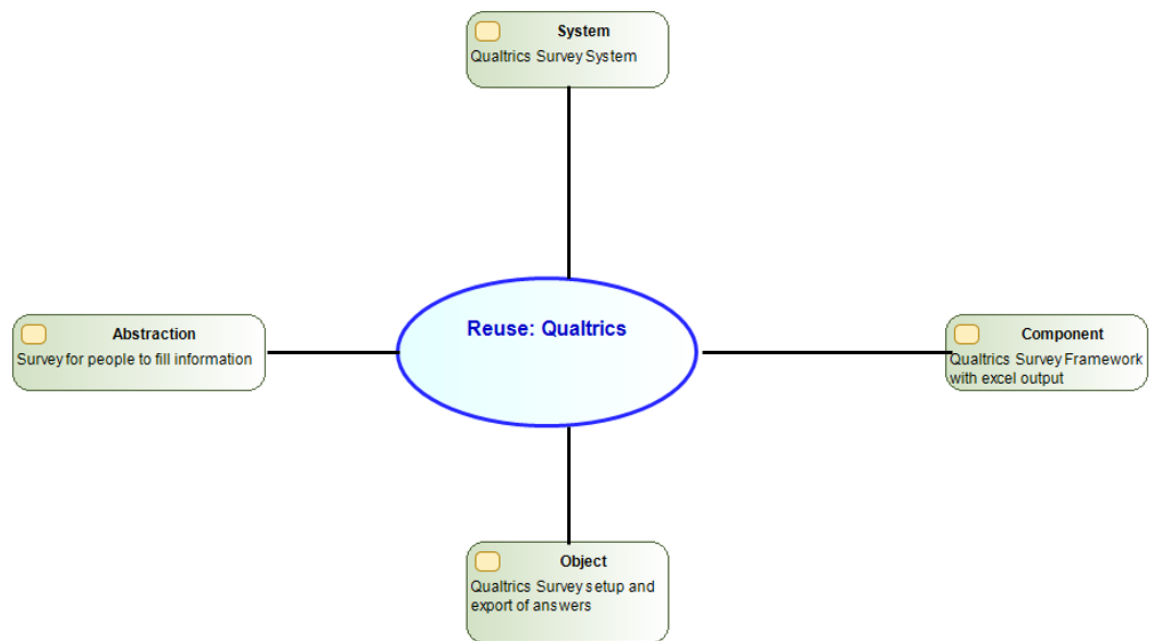 System
Qualtrics Survey System
Reuse: Qualtrics
Abstraction
Survey for people to fill information
Component
Qualtrics Survey Framework
with excel output
Object
Qualtrics Survey setup and
export of answers